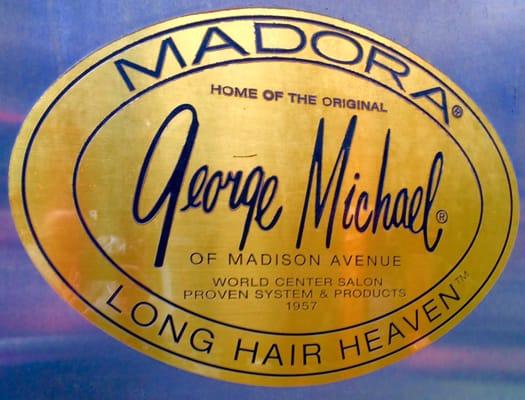 MADORA®
HOME OF THE ORIGINAL
George Michael®
OF MADISON AVENUE
WORLD CENTER SALON
PROVEN SYSTEM & PRODUCTS
1957
LONG HAIR HEAVEN™